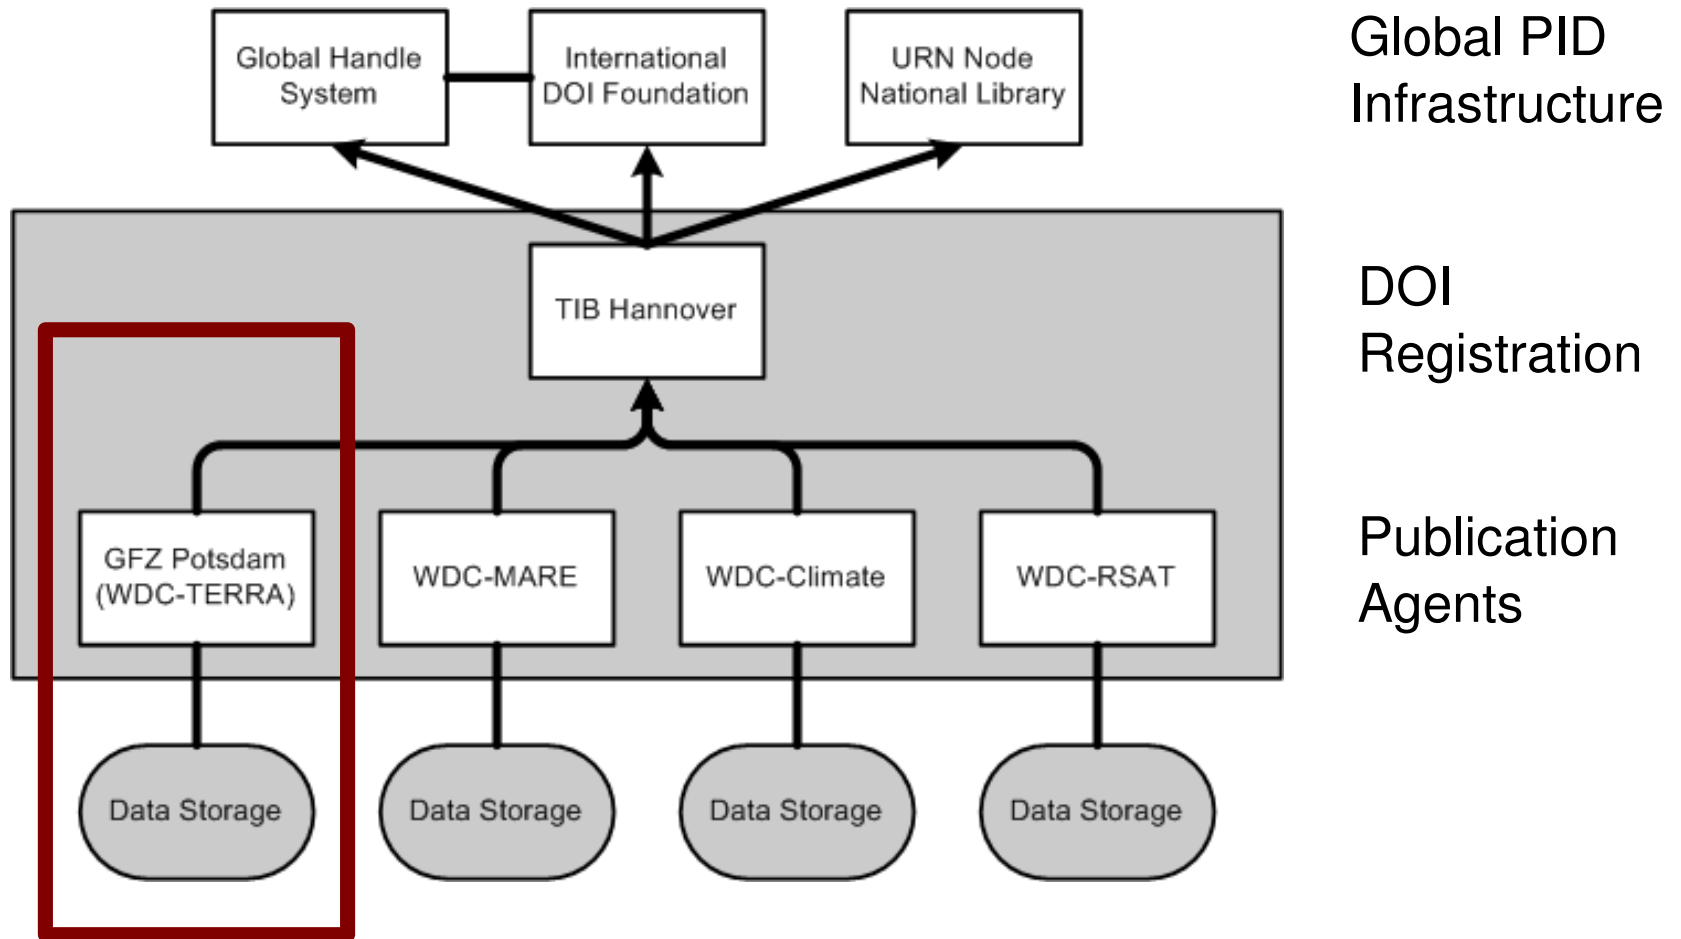 Global Handle
System
International
DOI Foundation
URN Node
National Library
Global PID
Infrastructure
TIB Hannover
DOI
Registration
GFZ Potsdam
(WDC-TERRA)
WDC-MARE
WDC-Climate
WDC-RSAT
Publication
Agents
Data Storage
Data Storage
Data Storage
Data Storage